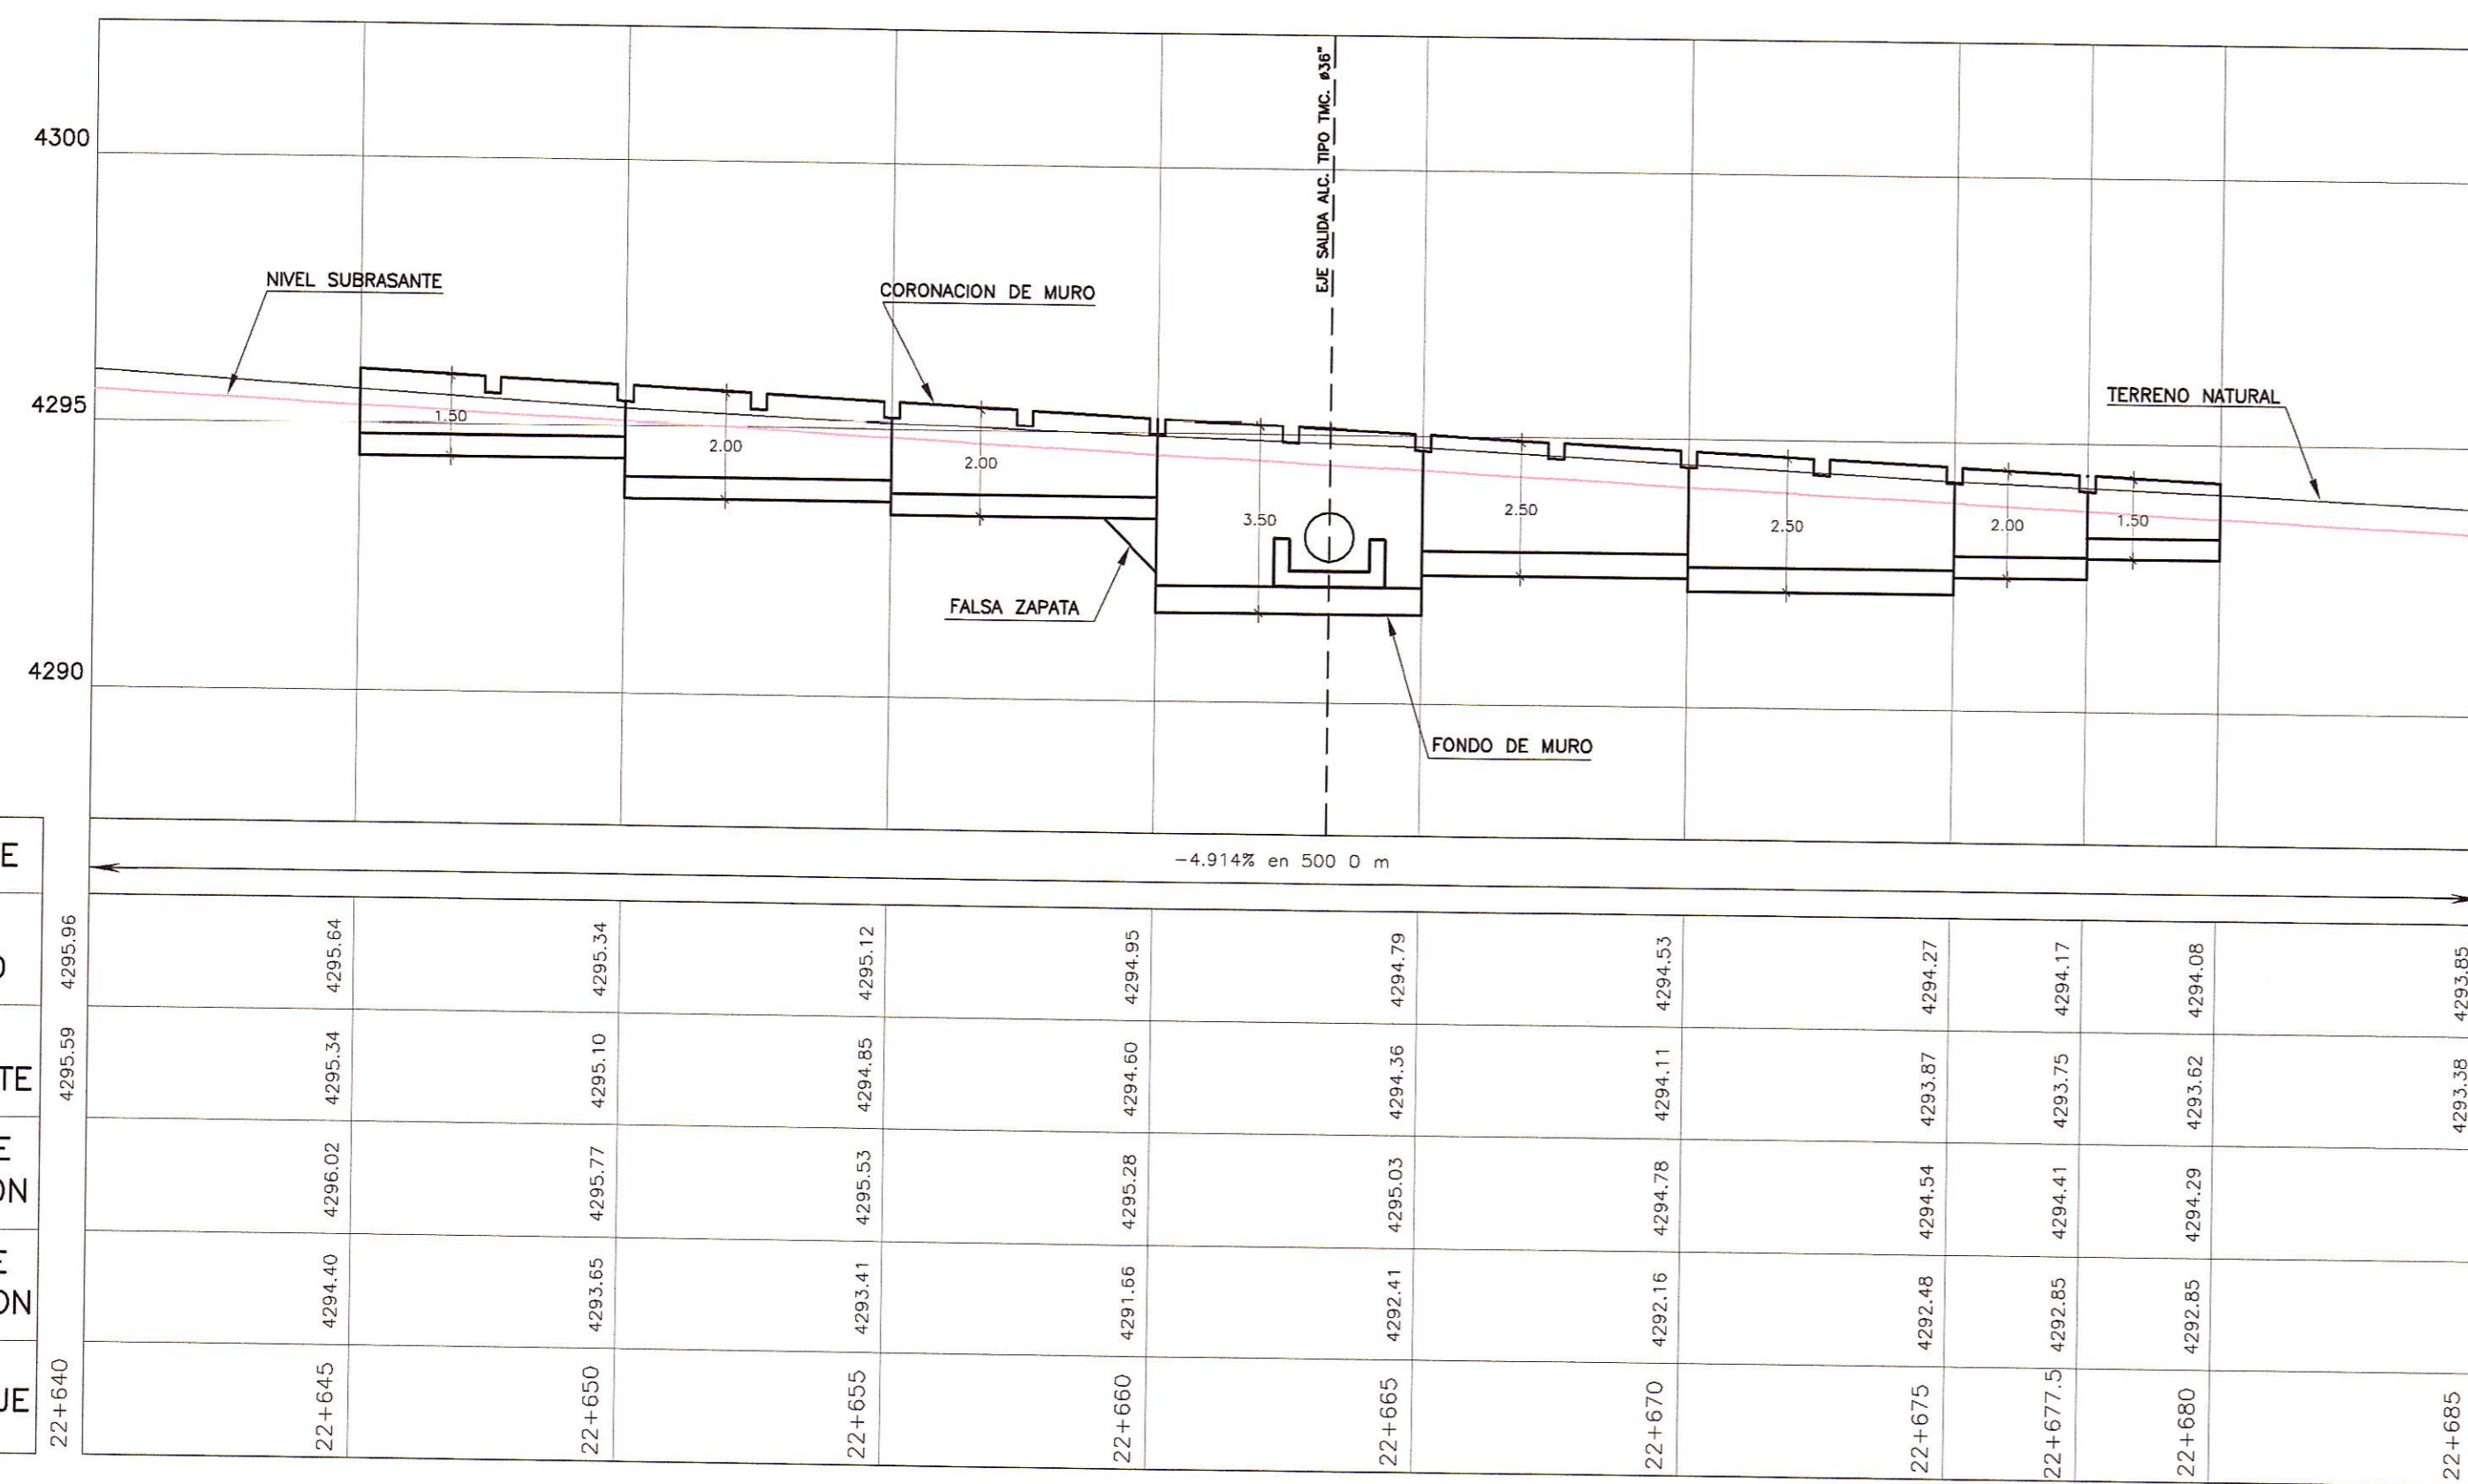 EJE SALIDA ALC. TIPO TMC. ø36"
4300
4295
4290
NIVEL SUBRASANTE
CORONACION DE MURO
TERRENO NATURAL
1.50
2.00
2.00
3.50
2.50
2.50
2.00
1.50
FALSA ZAPATA
FONDO DE MURO
E
-4.914% en 500 0 m
O
4295.96 4295.64 4295.34 4295.12 4294.95 4294.79 4294.53 4294.27 4294.17 4294.08 4293.85
TE
4295.59 4295.34 4295.10 4294.85 4294.60 4294.36 4294.11 4293.87 4293.75 4293.62 4293.38
E
ON
4296.02 4295.77 4295.53 4295.28 4295.03 4294.78 4294.54 4294.41 4294.29
E
ON
4294.40 4293.65 4293.41 4291.66 4292.41 4292.16 4292.48 4292.85 4292.85
JE
22+640 22+645 22+650 22+655 22+660 22+665 22+670 22+675 22+677.5 22+680 22+685